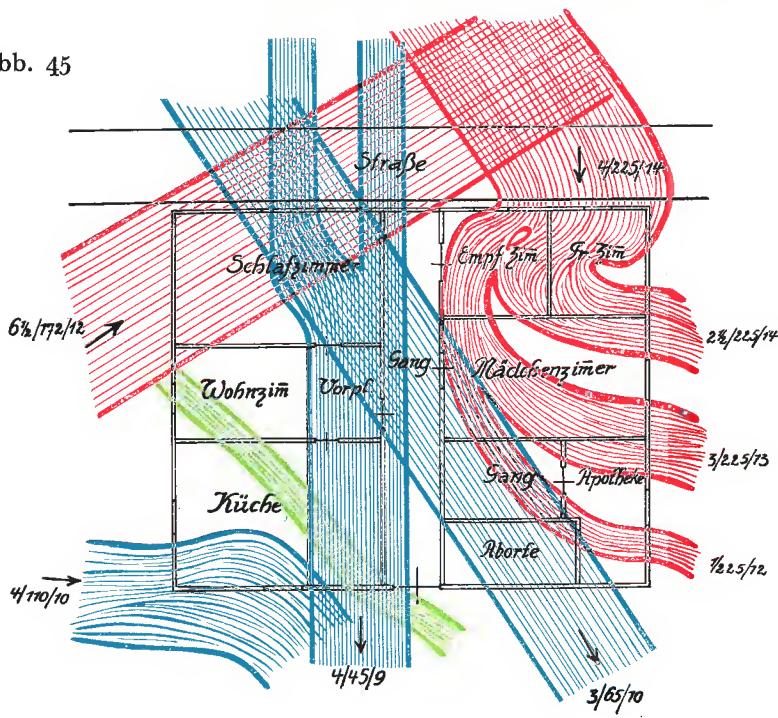 bb. 45
Straße
4/225/14
Empf Zim̄
Fr. Zim̄
Schlafzimmer
6½/172/12
2½/225/14
Gang
Mädchenzimer
Wohnzim̄
Vorpl.
3/225/13
Gang
Apotheke
Küche
Aborte
1/225/12
4/110/10
4/45/9
3/65/10